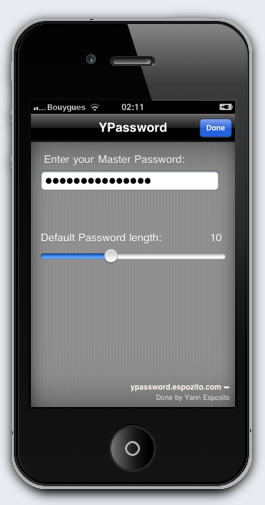 ...Bouygues 02:11
YPassword Done
Enter your Master Password:
●●●●●●●●●●●●●●●
Default Password length: 10
ypassword.espozito.com ➥
Done by Yann Esposito